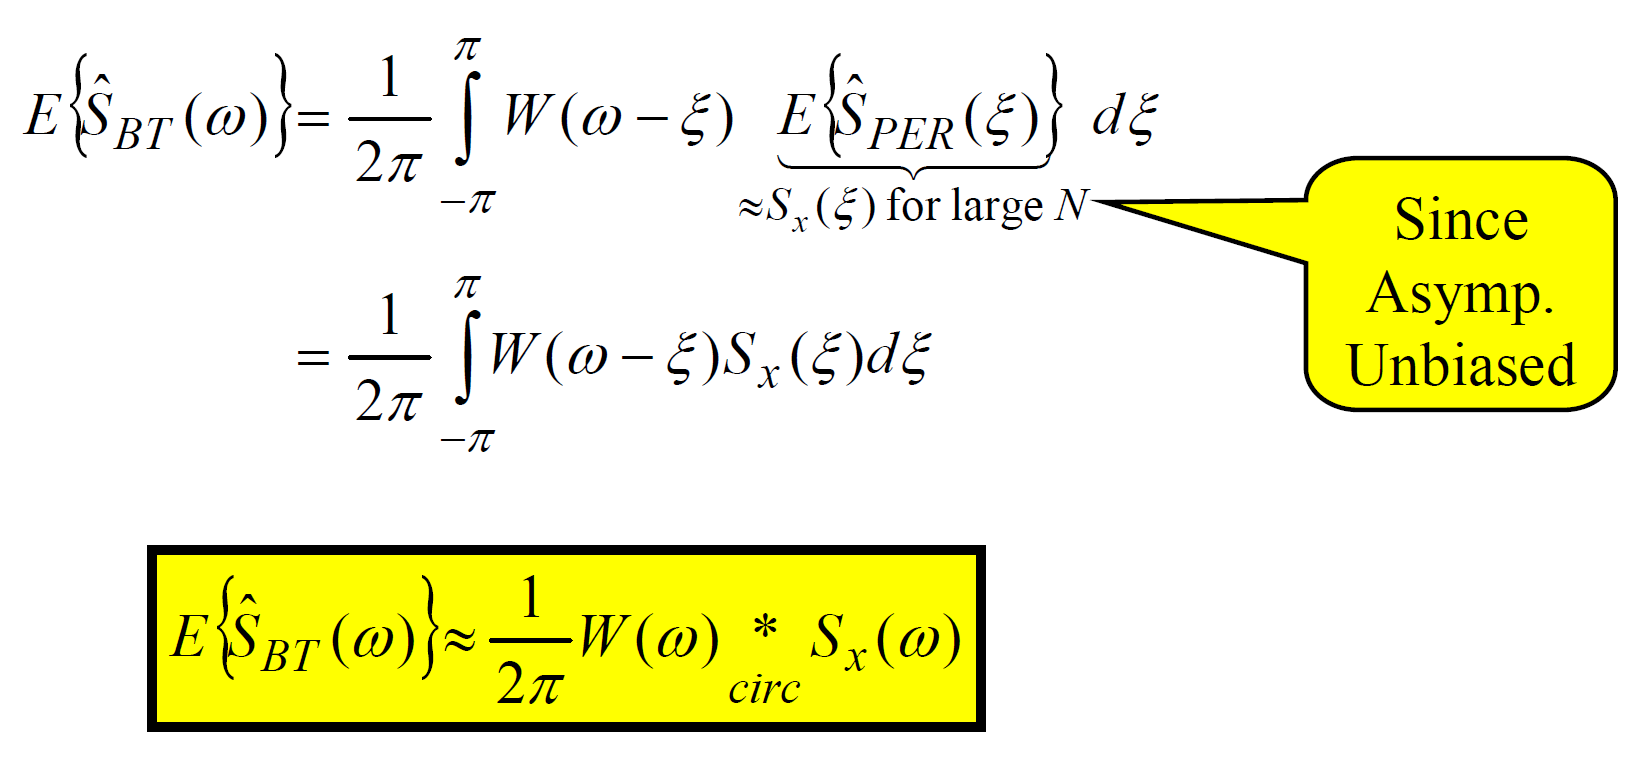 E{Ŝ_BT(ω)} = 1/2π ∫_{−π}^{π} W(ω − ξ) E{Ŝ_PER(ξ)} dξ
≈S_x(ξ) for large N
Since
Asymp.
Unbiased
= 1/2π ∫_{−π}^{π} W(ω − ξ)S_x(ξ)dξ
E{Ŝ_BT(ω)} ≈ 1/2π W(ω) *_circ S_x(ω)